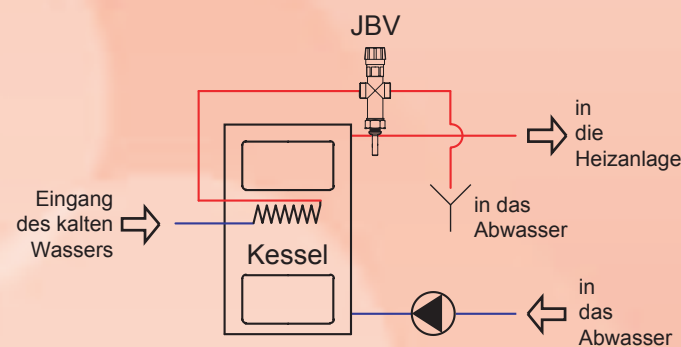 JBV
in
die
Heizanlage
Eingang
des kalten
Wassers
in das
Abwasser
Kessel
in
das
Abwasser